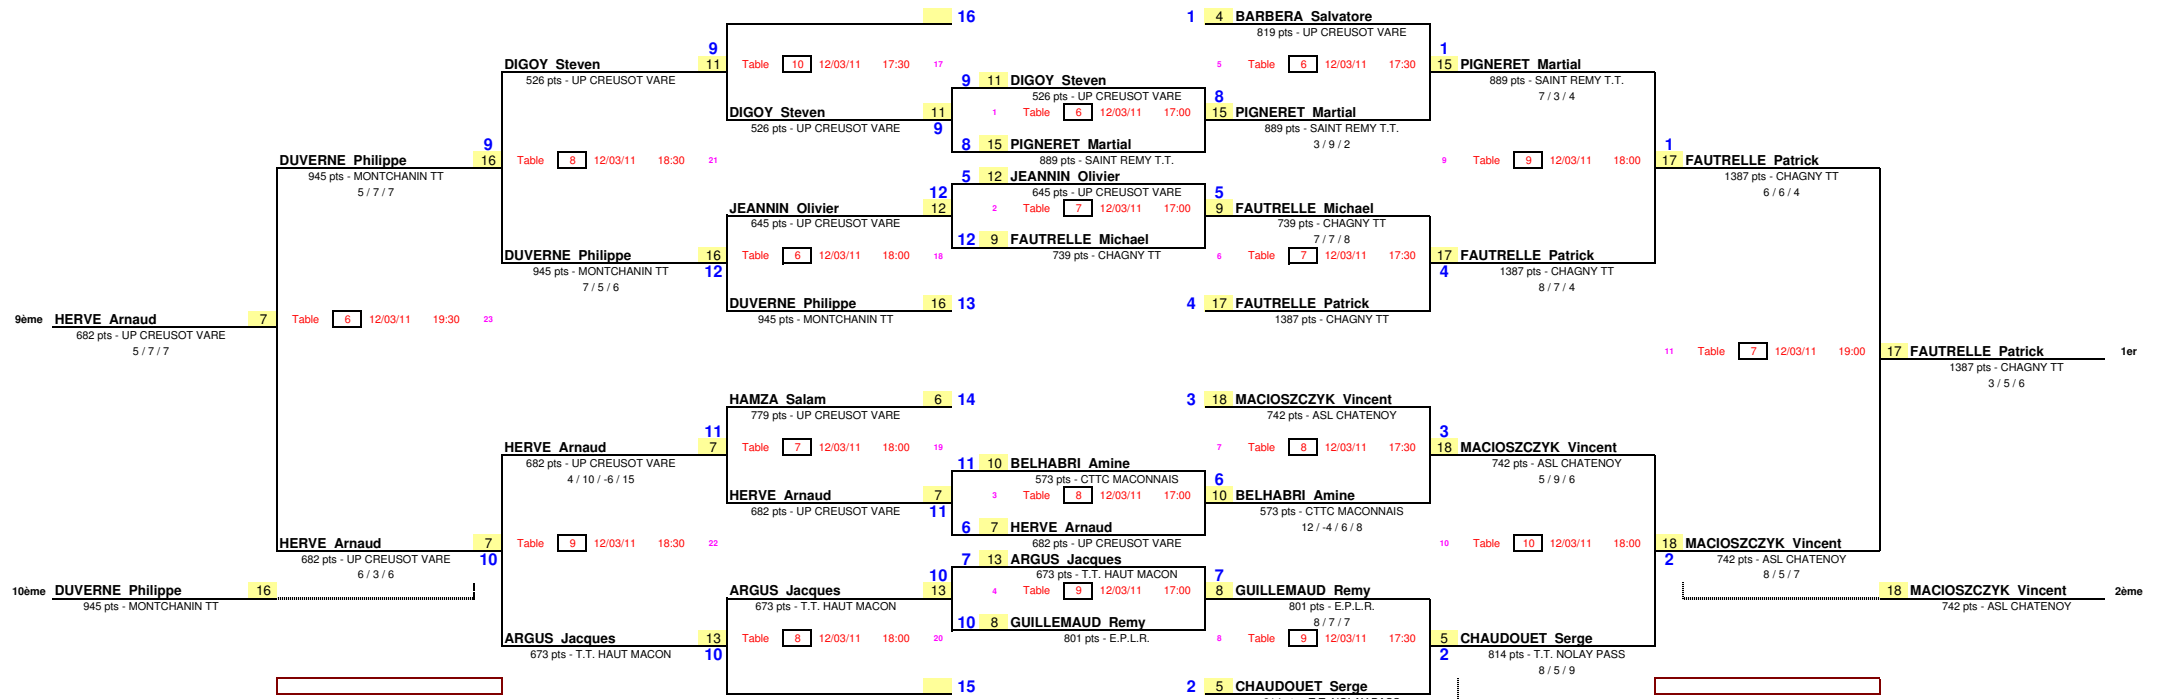 16 1 4 BARBERA Salvatore
819 pts - UP CREUSOT VARE
9 1
DIGOY Steven 11 Table 10 12/03/11 17:30 17 5 Table 6 12/03/11 17:30 15 PIGNERET Martial
526 pts - UP CREUSOT VARE 9 11 DIGOY Steven 889 pts - SAINT REMY T.T.
526 pts - UP CREUSOT VARE 8 7 / 3 / 4
DIGOY Steven 11 1 Table 6 12/03/11 17:00 15 PIGNERET Martial
526 pts - UP CREUSOT VARE 9 889 pts - SAINT REMY T.T.
9 8 15 PIGNERET Martial 3 / 9 / 2 1
DUVERNE Philippe 16 Table 8 12/03/11 18:30 21 889 pts - SAINT REMY T.T. 9 Table 9 12/03/11 18:00 17 FAUTRELLE Patrick
945 pts - MONTCHANIN TT 5 12 JEANNIN Olivier 1387 pts - CHAGNY TT
5 / 7 / 7 12 645 pts - UP CREUSOT VARE 5 6 / 6 / 4
JEANNIN Olivier 12 2 Table 7 12/03/11 17:00 9 FAUTRELLE Michael
645 pts - UP CREUSOT VARE 739 pts - CHAGNY TT
12 9 FAUTRELLE Michael 7 / 7 / 8
DUVERNE Philippe 16 Table 6 12/03/11 18:00 18 739 pts - CHAGNY TT 6 Table 7 12/03/11 17:30 17 FAUTRELLE Patrick
945 pts - MONTCHANIN TT 12 4 1387 pts - CHAGNY TT
7 / 5 / 6 8 / 7 / 4
DUVERNE Philippe 16 13 4 17 FAUTRELLE Patrick
9ème HERVE Arnaud 7 Table 6 12/03/11 19:30 23 945 pts - MONTCHANIN TT 1387 pts - CHAGNY TT
682 pts - UP CREUSOT VARE
5 / 7 / 7 11 Table 7 12/03/11 19:00 17 FAUTRELLE Patrick 1er
1387 pts - CHAGNY TT
3 / 5 / 6
HAMZA Salam 6 14 3 18 MACIOSZCZYK Vincent
779 pts - UP CREUSOT VARE 742 pts - ASL CHATENOY
11 3
HERVE Arnaud 7 Table 7 12/03/11 18:00 19 7 Table 8 12/03/11 17:30 18 MACIOSZCZYK Vincent
682 pts - UP CREUSOT VARE 11 10 BELHABRI Amine 742 pts - ASL CHATENOY
4 / 10 / -6 / 15 573 pts - CTTC MACONNAIS 6 5 / 9 / 6
HERVE Arnaud 7 3 Table 8 12/03/11 17:00 10 BELHABRI Amine
682 pts - UP CREUSOT VARE 11 573 pts - CTTC MACONNAIS
6 7 HERVE Arnaud 12 / -4 / 6 / 8
HERVE Arnaud 7 Table 9 12/03/11 18:30 22 682 pts - UP CREUSOT VARE 10 Table 10 12/03/11 18:00 18 MACIOSZCZYK Vincent
682 pts - UP CREUSOT VARE 10 7 13 ARGUS Jacques 2 742 pts - ASL CHATENOY
6 / 3 / 6 10 673 pts - T.T. HAUT MACON 7 8 / 5 / 7
10ème DUVERNE Philippe 16 ARGUS Jacques 13 4 Table 9 12/03/11 17:00 8 GUILLEMAUD Remy 18 MACIOSZCZYK Vincent 2ème
945 pts - MONTCHANIN TT 673 pts - T.T. HAUT MACON 801 pts - E.P.L.R. 742 pts - ASL CHATENOY
10 8 GUILLEMAUD Remy 8 / 7 / 7
ARGUS Jacques 13 Table 8 12/03/11 18:00 20 801 pts - E.P.L.R. 8 Table 9 12/03/11 17:30 5 CHAUDOUET Serge
673 pts - T.T. HAUT MACON 10 2 814 pts - T.T. NOLAY PASS
8 / 5 / 9
15 2 5 CHAUDOUET Serge